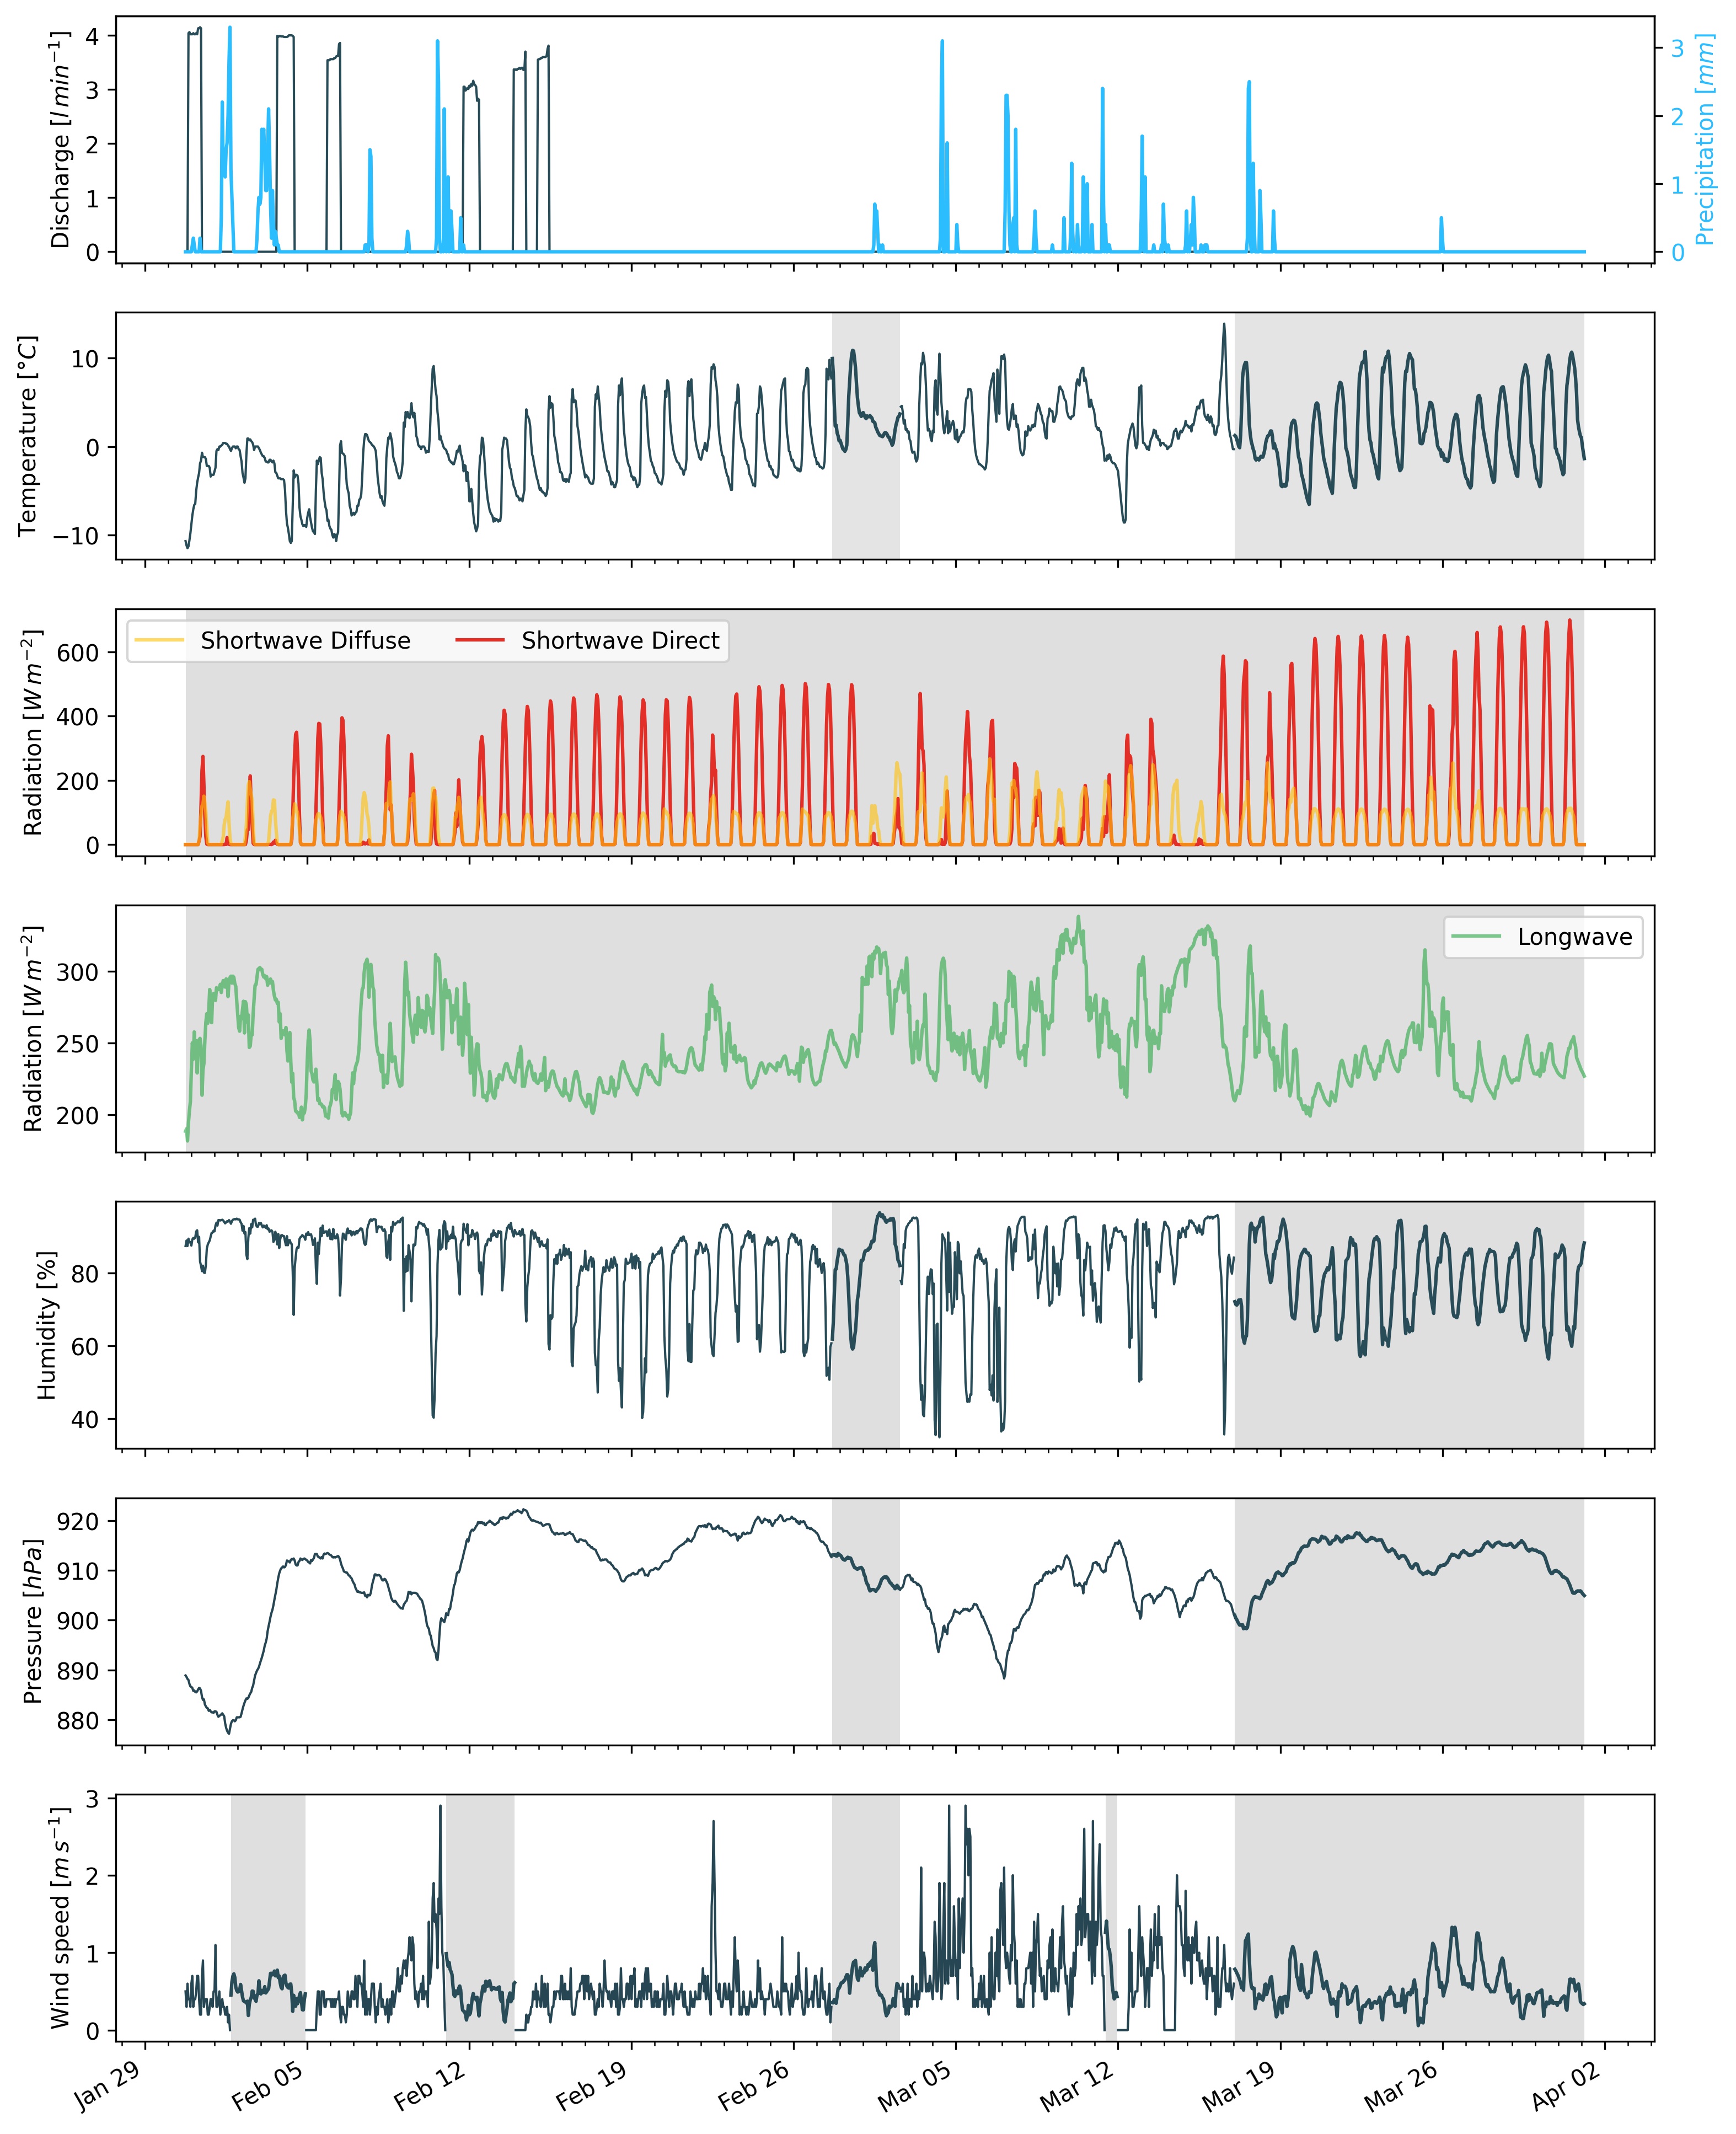 Discharge [l min⁻¹]
4
3
2
1
0
3
2
1
0
Precipitation [mm]
Temperature [°C]
10
0
−10
Radiation [W m⁻²]
600
400
200
0
Shortwave Diffuse
Shortwave Direct
Radiation [W m⁻²]
300
250
200
Longwave
Humidity [%]
80
60
40
Pressure [hPa]
920
910
900
890
880
Wind speed [m s⁻¹]
3
2
1
0
Jan 29
Feb 05
Feb 12
Feb 19
Feb 26
Mar 05
Mar 12
Mar 19
Mar 26
Apr 02